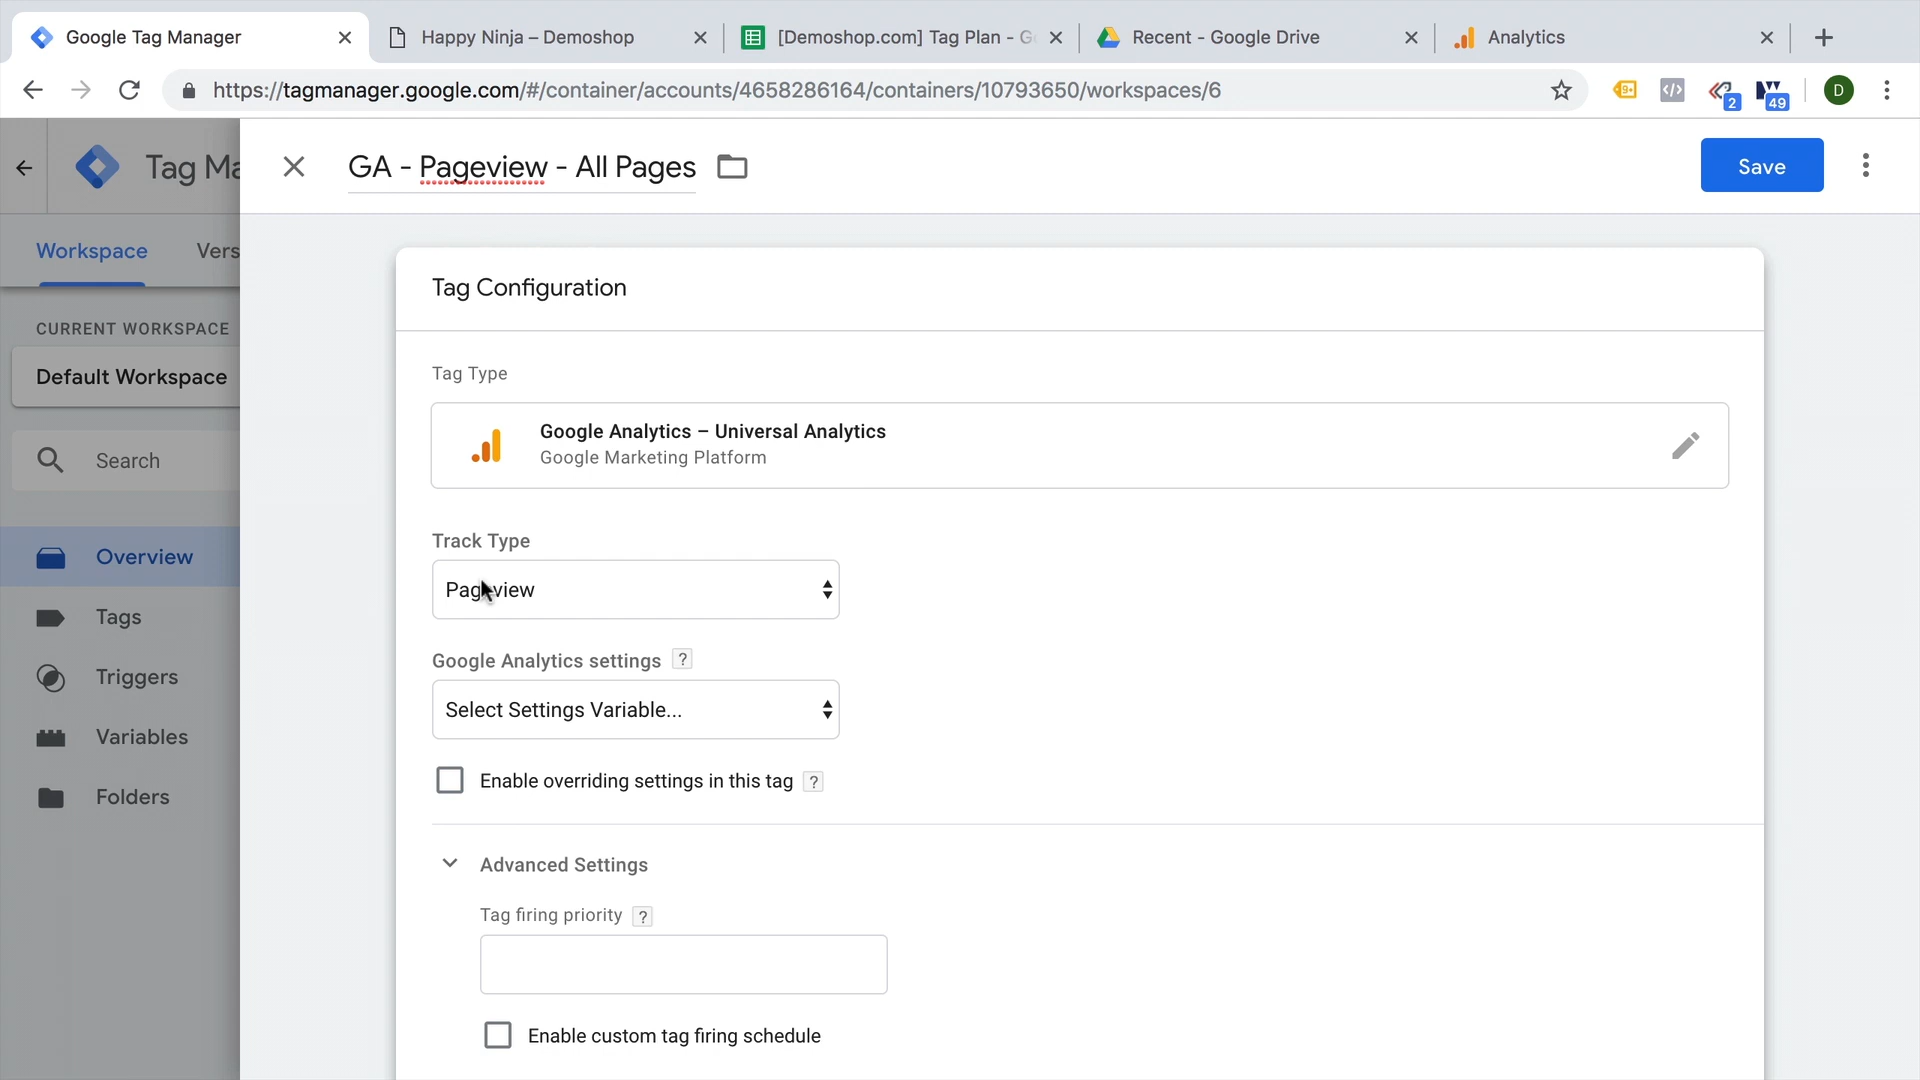 Google Tag Manager
Happy Ninja – Demoshop
[Demoshop.com] Tag Plan - G
Recent - Google Drive
Analytics
https://tagmanager.google.com/#/container/accounts/4658286164/containers/10793650/workspaces/6
9+
2
49
D
Tag Ma
GA - Pageview - All Pages
Save
Workspace
Vers
CURRENT WORKSPACE
Default Workspace
Search
Overview
Tags
Triggers
Variables
Folders
Tag Configuration
Tag Type
Google Analytics – Universal Analytics
Google Marketing Platform
Track Type
Pageview
Google Analytics settings ?
Select Settings Variable...
Enable overriding settings in this tag ?
Advanced Settings
Tag firing priority ?
Enable custom tag firing schedule